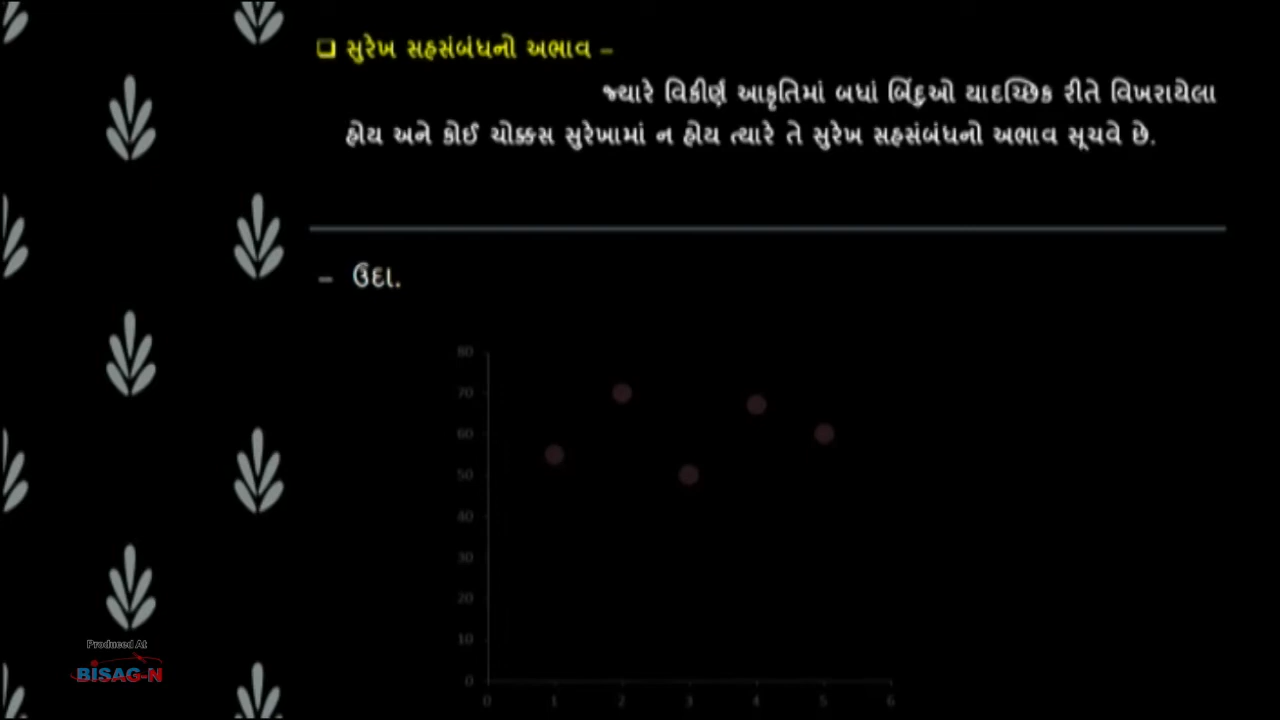 ❑ સુરેખ સહસંબંધનો અભાવ –
જ્યારે વિકીર્ણ આકૃતિમાં બધાં બિંદુઓ યાદચ્છિક રીતે વિખરાયેલા
હોય અને કોઈ ચોક્કસ સુરેખામાં ન હોય ત્યારે તે સુરેખ સહસંબંધનો અભાવ સૂચવે છે.
– ઉદા.
80
70
60
50
40
30
20
10
0
0 1 2 3 4 5 6
Produced At
BISAG-N